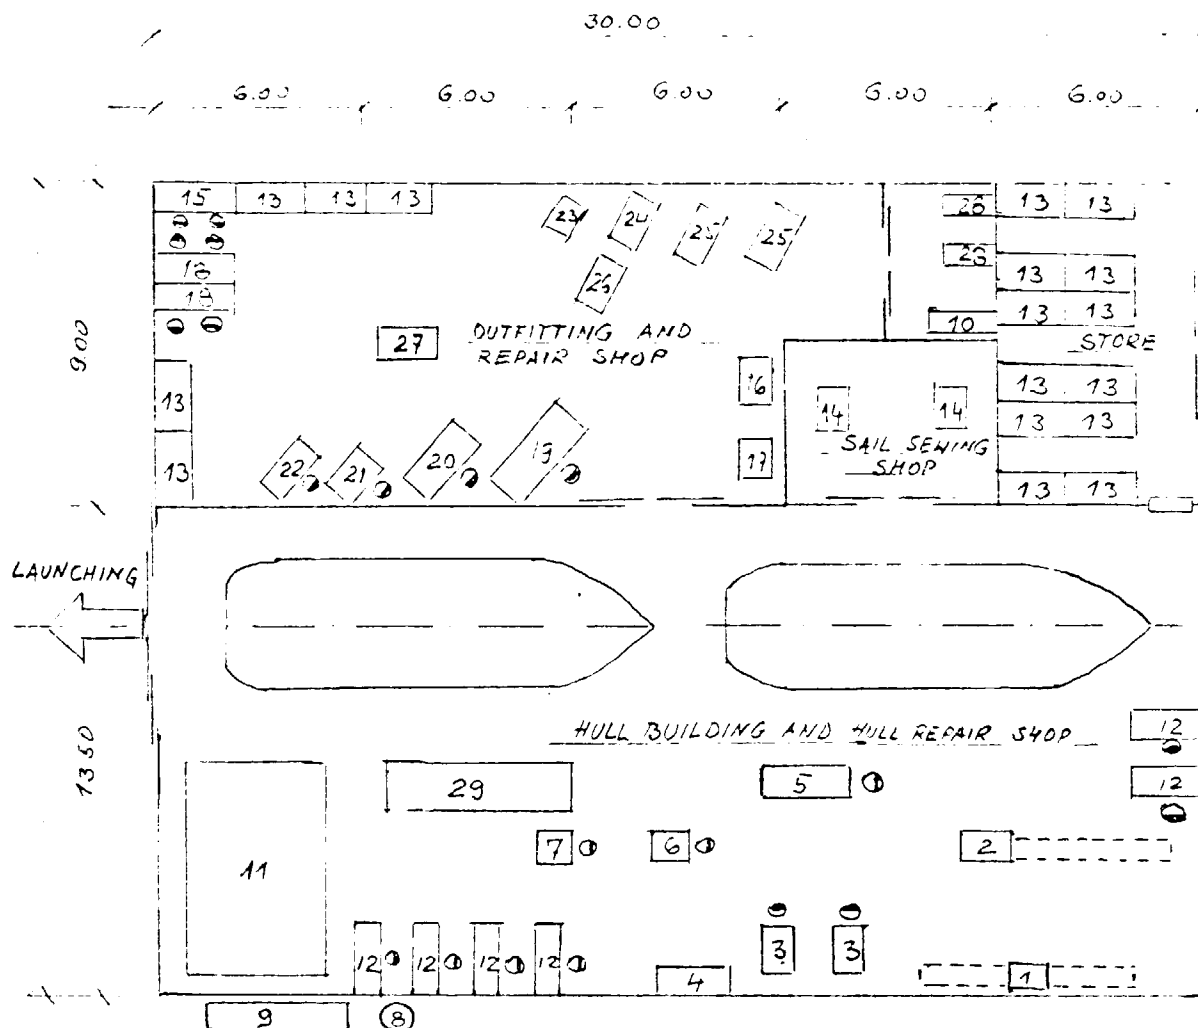 30.00
6.00 6.00 6.00 6.00 6.00
15 13 13 13 23 24 25 25 28 13 13
18 26 28 13 13
18 13 13
9.00 27 OUTFITTING AND 10 STORE
REPAIR SHOP
13 16 14 14 13 13
13 13
22 21 20 19 17 SAIL SEWING
SHOP
13 13 13
LAUNCHING
HULL BUILDING AND HULL REPAIR SHOP 12
13.50 29 5 12
7 6 2
11
12 12 12 12 4 3 3 1
9 8